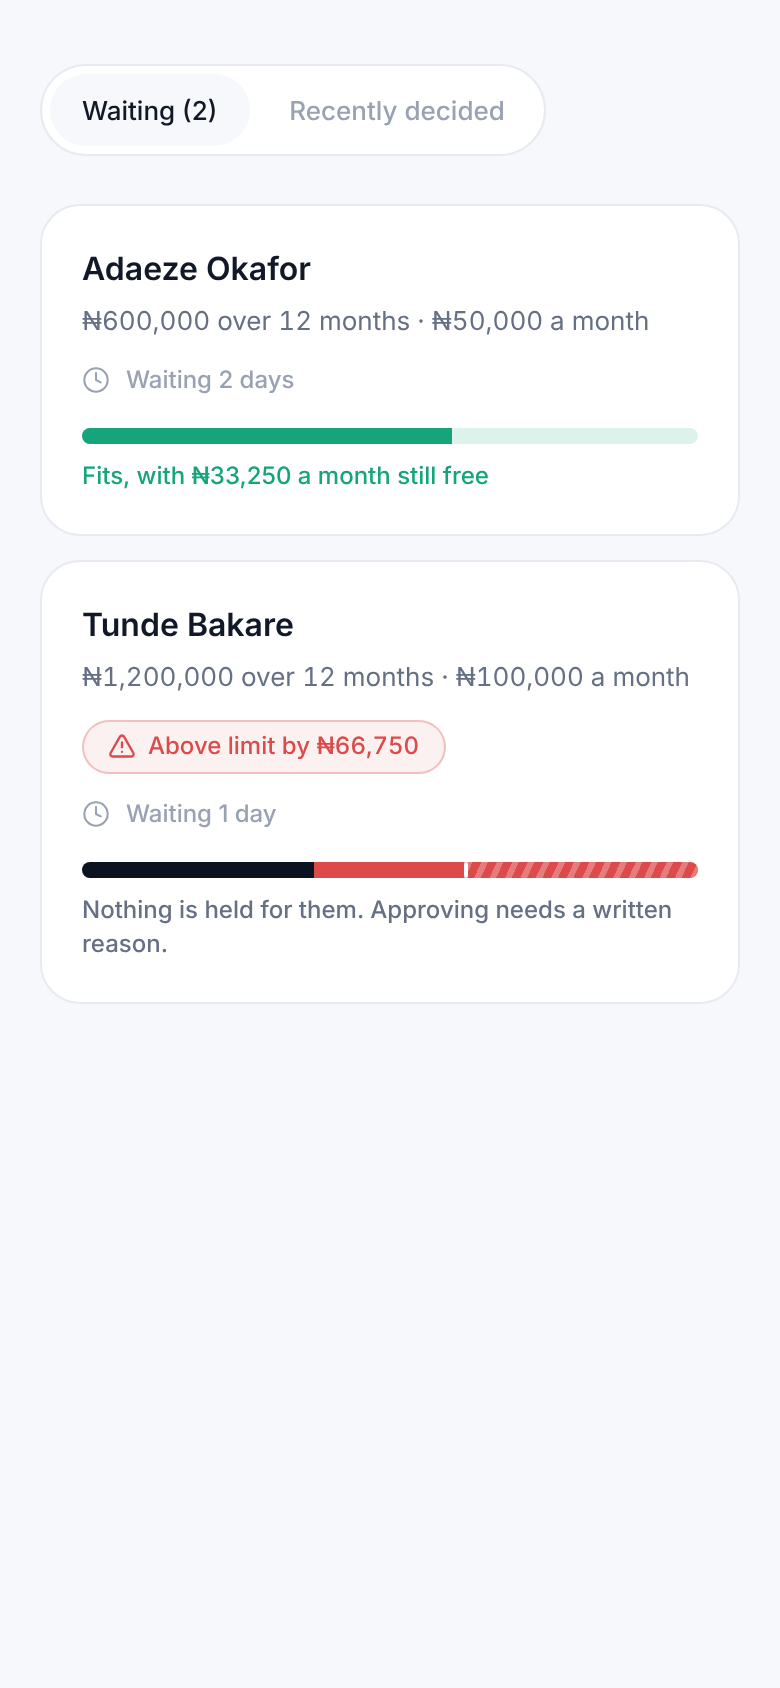 Waiting (2)
Recently decided
Adaeze Okafor
₦600,000 over 12 months · ₦50,000 a month
Waiting 2 days
Fits, with ₦33,250 a month still free
Tunde Bakare
₦1,200,000 over 12 months · ₦100,000 a month
Above limit by ₦66,750
Waiting 1 day
Nothing is held for them. Approving needs a written
reason.